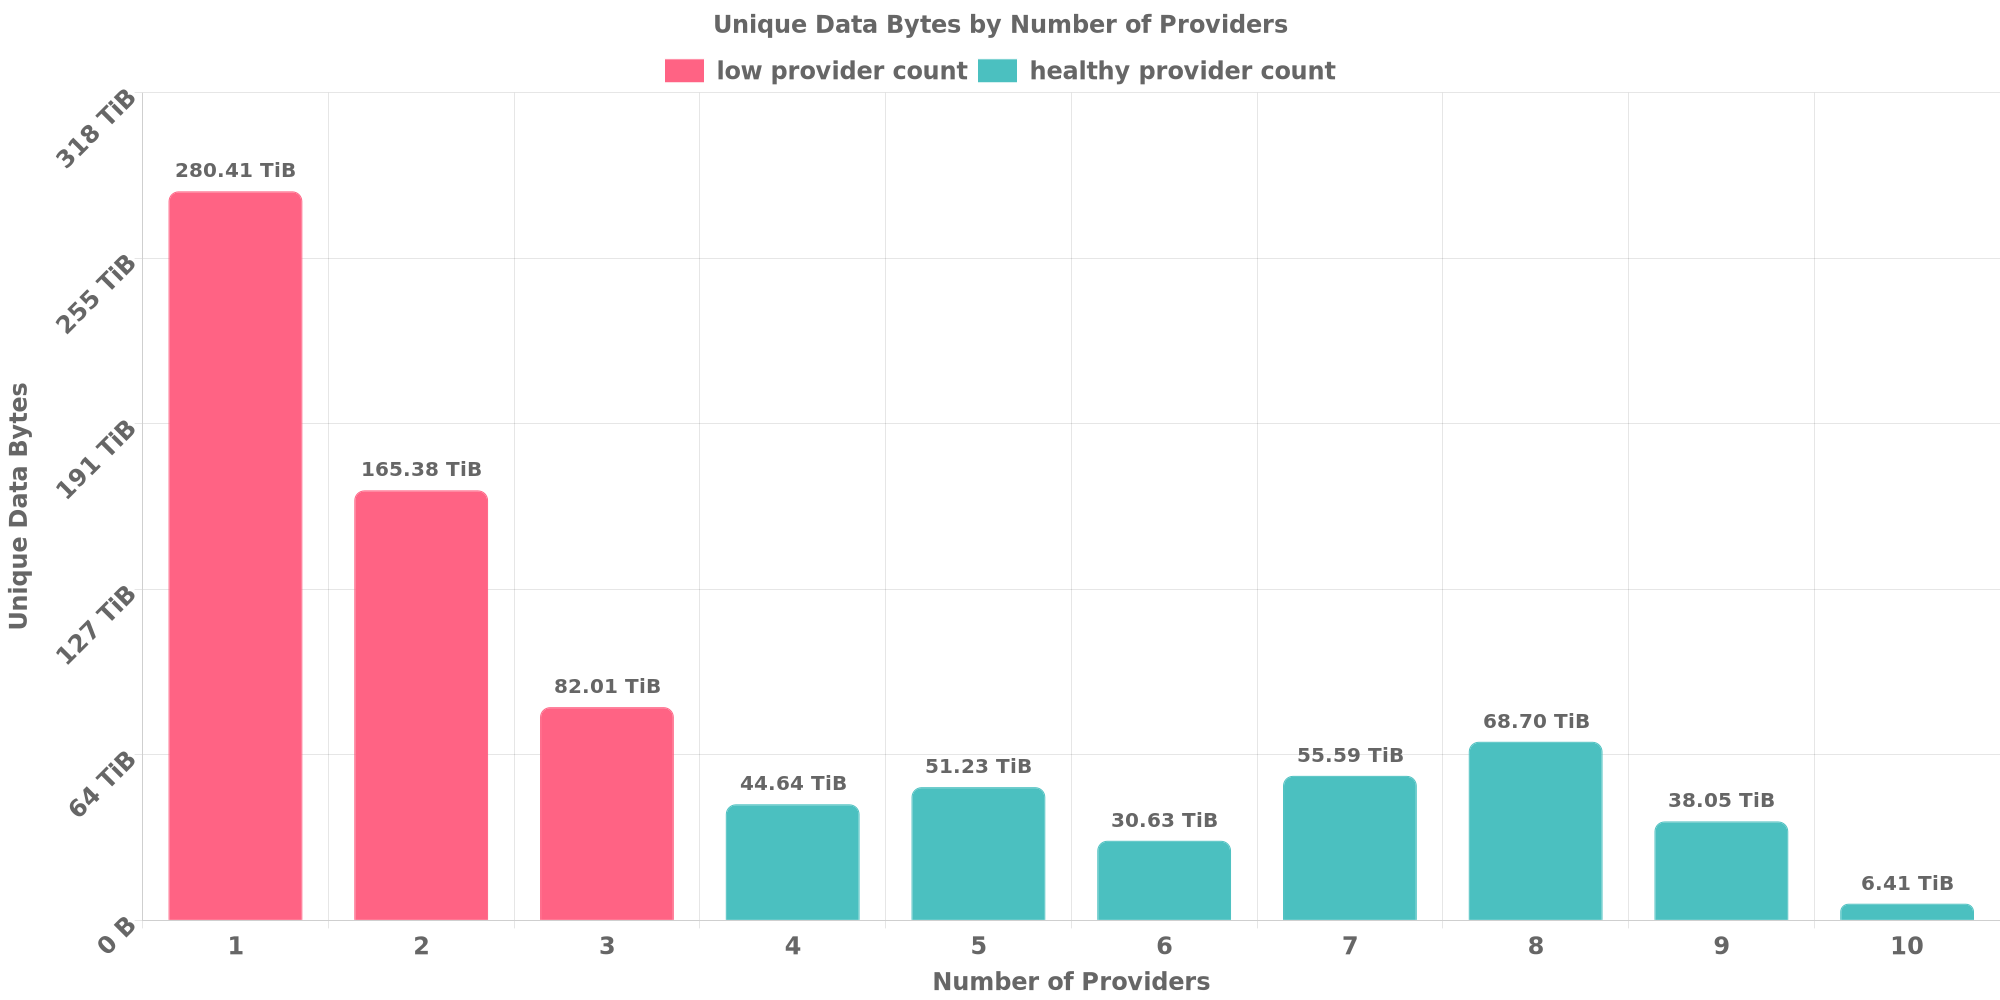 Unique Data Bytes by Number of Providers
low provider count
healthy provider count
318 TiB
255 TiB
191 TiB
127 TiB
64 TiB
0 B
Unique Data Bytes
280.41 TiB
165.38 TiB
82.01 TiB
44.64 TiB
51.23 TiB
30.63 TiB
55.59 TiB
68.70 TiB
38.05 TiB
6.41 TiB
1
2
3
4
5
6
7
8
9
10
Number of Providers